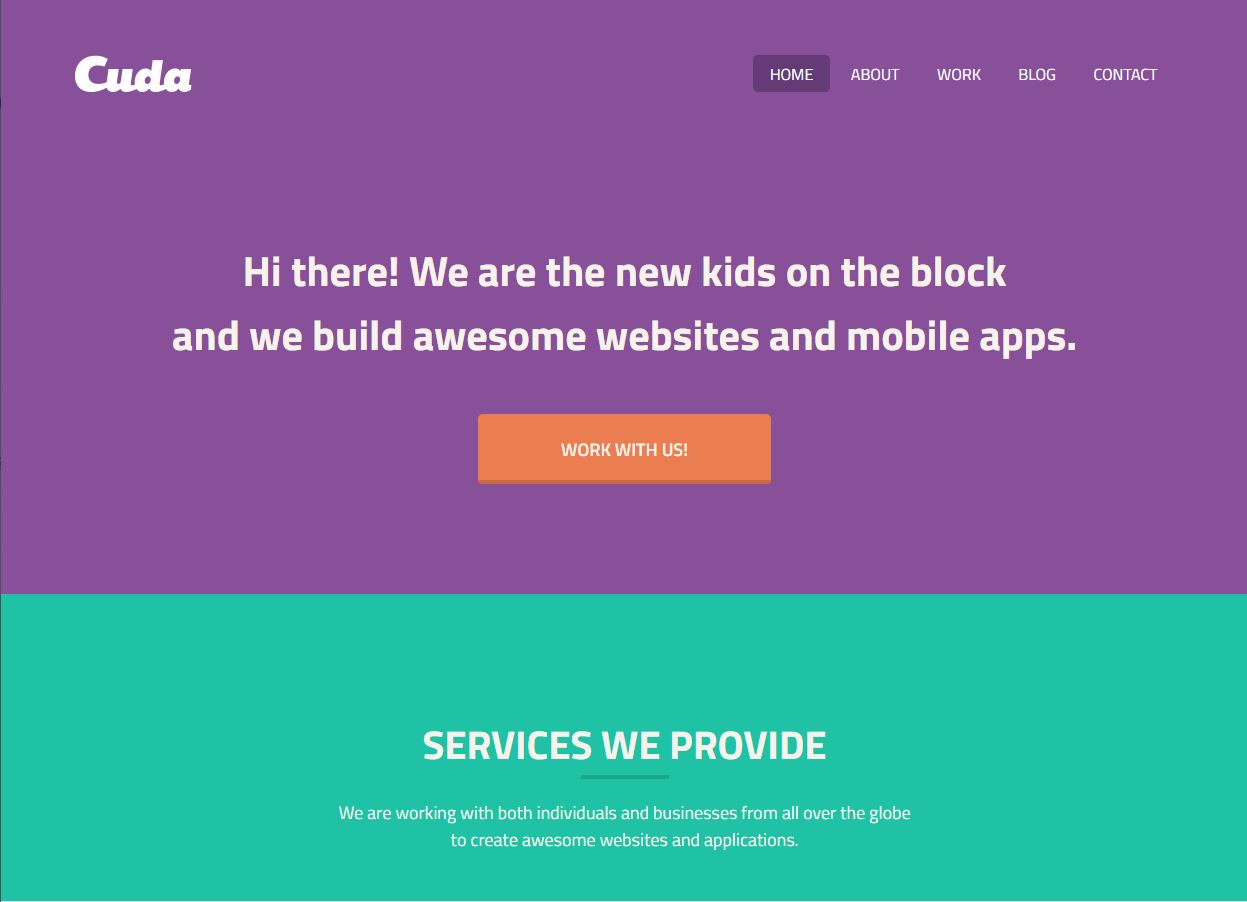 Cuda
HOME ABOUT WORK BLOG CONTACT
Hi there! We are the new kids on the block
and we build awesome websites and mobile apps.
WORK WITH US!
SERVICES WE PROVIDE
We are working with both individuals and businesses from all over the globe
to create awesome websites and applications.